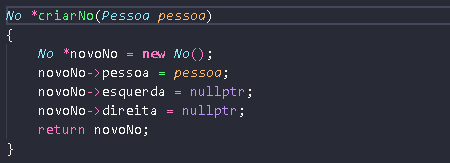 No *criarNo(Pessoa pessoa)
{
    No *novoNo = new No();
    novoNo->pessoa = pessoa;
    novoNo->esquerda = nullptr;
    novoNo->direita = nullptr;
    return novoNo;
}